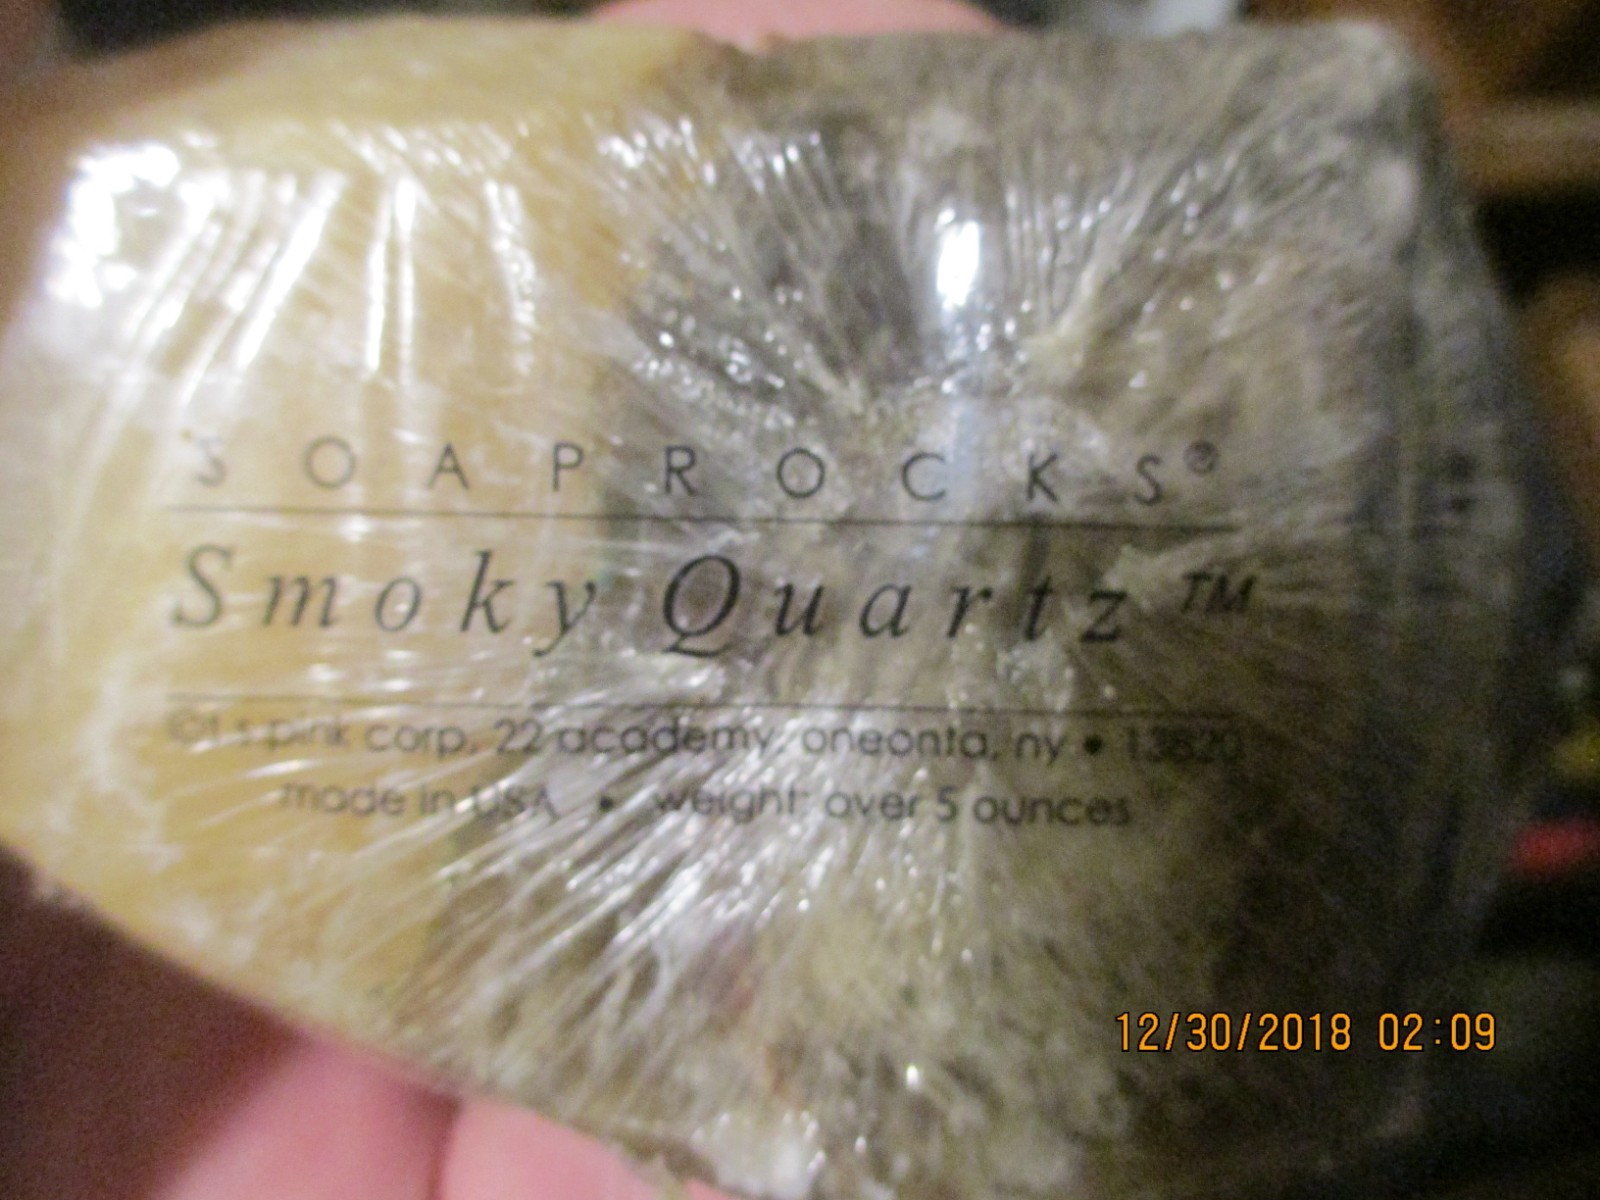 SOAPROCKS®
Smoky Quartz™
©t s pink corp, 22 academy, oneonta, ny • 13820
made in USA • weight over 5 ounces
12/30/2018 02:09